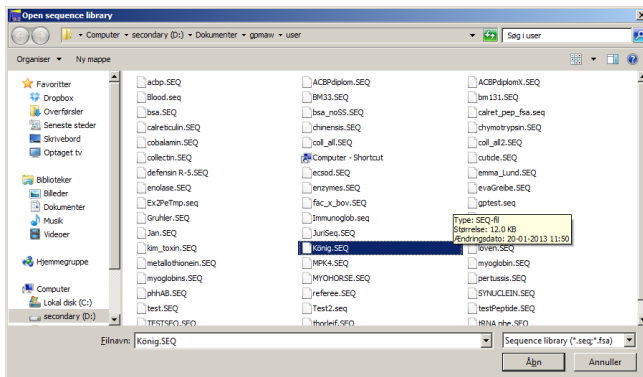 Open sequence library
Computer secondary (D:) Dokumenter gpmaw user
Søg i user
Organiser Ny mappe
Favoritter
Dropbox
Overførsler
Seneste steder
Skrivebord
Optaget tv
Biblioteker
Billeder
Dokumenter
Musik
Videoer
Hjemmegruppe
Computer
Lokal disk (C:)
secondary (D:)
acbp.SEQ ACBPdiplom.SEQ ACBPdiplomX.SEQ
Blood.seq BM33.SEQ bm131.SEQ
bsa.SEQ bsa_noSS.SEQ calret_pep_fsa.seq
calreticulin.SEQ chinensis.SEQ chymotrypsin.SEQ
cobalamin.SEQ coll_all.SEQ coll_all2.SEQ
collectin.SEQ Computer - Shortcut cuticle.SEQ
defensin R-5.SEQ ecsod.SEQ emma_Lund.SEQ
enolase.SEQ enzymes.SEQ evaGreibe.SEQ
Ex2PeTmp.seq fac_x_bov.SEQ gptest.seq
Gruhler.SEQ Immunoglob.seq
Jan.SEQ JuriSeq.SEQ
kim_toxin.SEQ König.SEQ loven.SEQ
metallothionein.SEQ MPK4.SEQ myoglobin.SEQ
myoglobins.SEQ MYOHORSE.SEQ pertussis.SEQ
phhAB.SEQ referee.SEQ SYNUCLEIN.SEQ
test.SEQ Test2.seq testPeptide.SEQ
TESTSEQ.SEQ thorleif.SEQ tRNA phe.SEQ
Type: SEQ-fil
Størrelse: 12.0 KB
Ændringsdato: 20-01-2013 11:50
Filnavn: König.SEQ Sequence library (*.seq;*.fsa)
Åbn Annuller